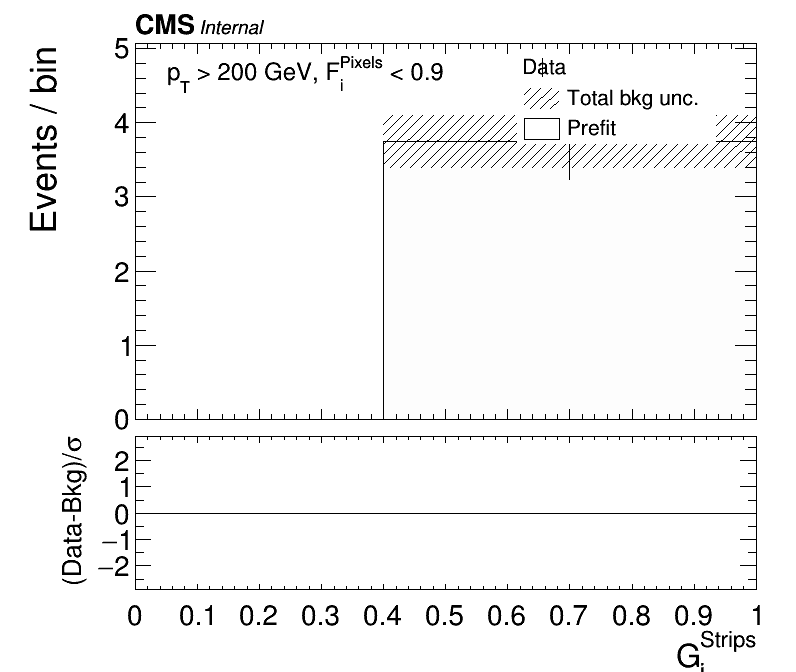 CMS Internal
p_T > 200 GeV, F_i^Pixels < 0.9
Data
Total bkg unc.
Prefit
Events / bin
5
4
3
2
1
0
(Data-Bkg)/σ
2
1
0
−1
−2
0 0.1 0.2 0.3 0.4 0.5 0.6 0.7 0.8 0.9 1
G_i^Strips